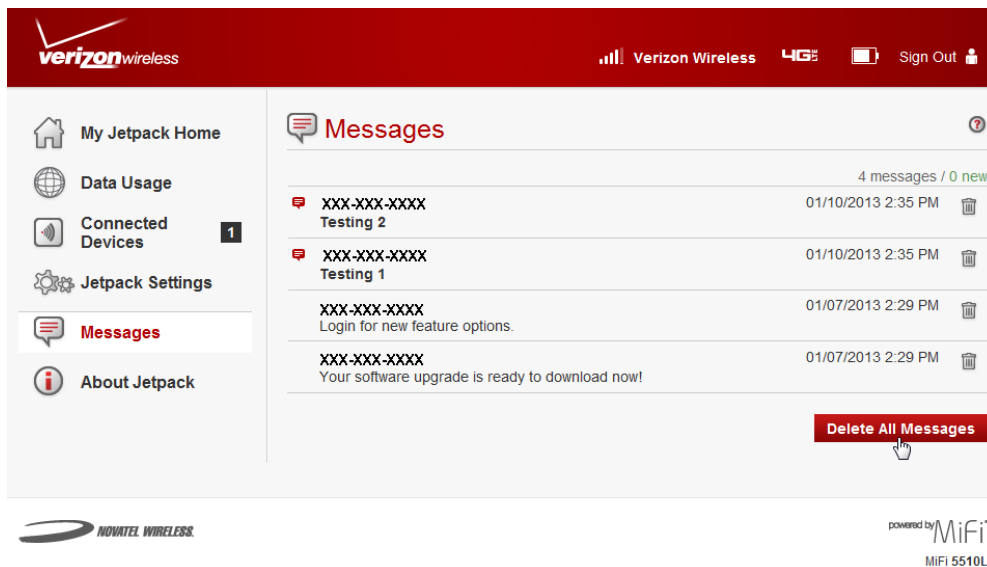 verizonwireless
Verizon Wireless 4G LTE Sign Out
My Jetpack Home
Data Usage
Connected
Devices
1
Jetpack Settings
Messages
About Jetpack
Messages
4 messages / 0 new
XXX-XXX-XXXX 01/10/2013 2:35 PM
Testing 2
XXX-XXX-XXXX 01/10/2013 2:35 PM
Testing 1
XXX-XXX-XXXX 01/07/2013 2:29 PM
Login for new feature options.
XXX-XXX-XXXX 01/07/2013 2:29 PM
Your software upgrade is ready to download now!
Delete All Messages
NOVATEL WIRELESS.
powered by MiFi
MiFi 5510L